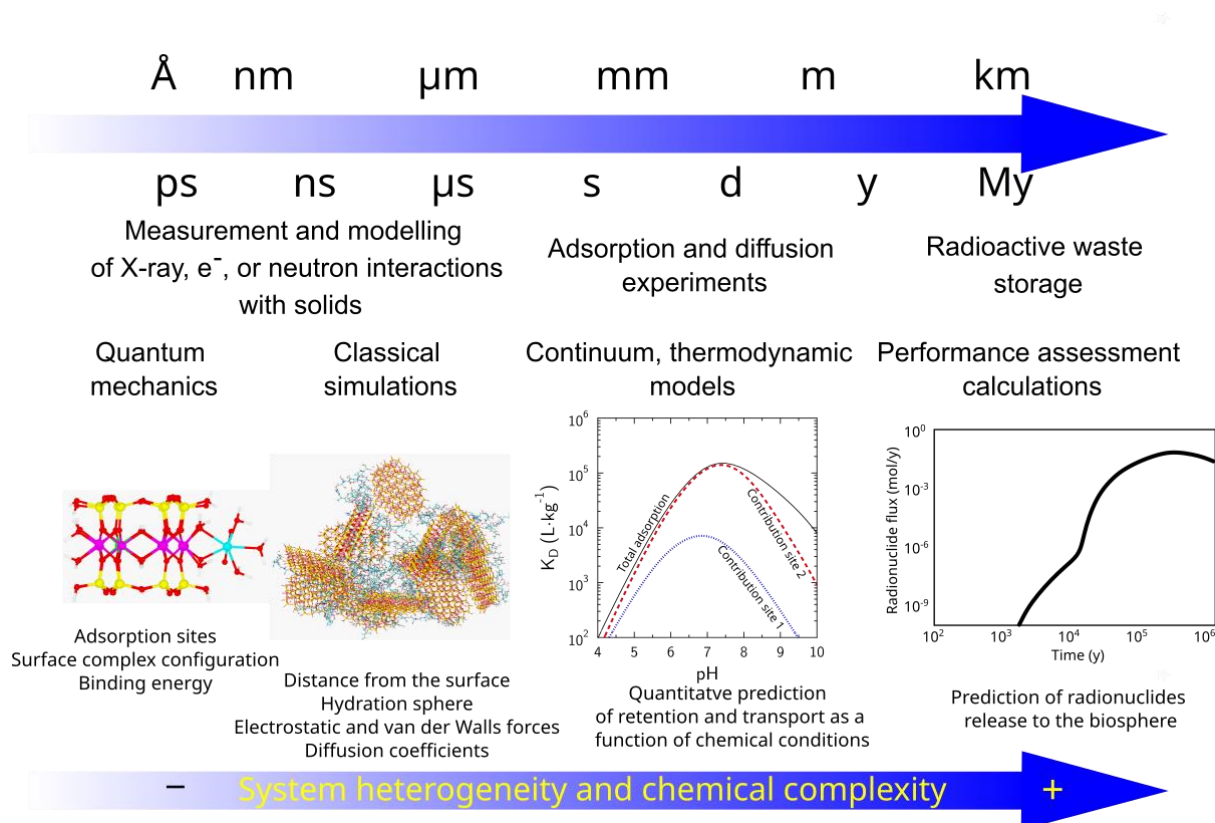 Å nm µm mm m km
ps ns µs s d y My
Measurement and modelling
of X-ray, e⁻, or neutron interactions
with solids
Adsorption and diffusion
experiments
Radioactive waste
storage
Quantum
mechanics
Classical
simulations
Continuum, thermodynamic
models
Performance assessment
calculations
Adsorption sites
Surface complex configuration
Binding energy
Distance from the surface
Hydration sphere
Electrostatic and van der Walls forces
Diffusion coefficients
K_D (L·kg⁻¹)
10⁶
10⁵
10⁴
10³
10²
Total adsorption
Contribution site 2
Contribution site 1
4 5 6 7 8 9 10
pH
Quantitatve prediction
of retention and transport as a
function of chemical conditions
Radionuclide flux (mol/y)
10⁰
10⁻³
10⁻⁶
10⁻⁹
10² 10³ 10⁴ 10⁵ 10⁶
Time (y)
Prediction of radionuclides
release to the biosphere
− System heterogeneity and chemical complexity +